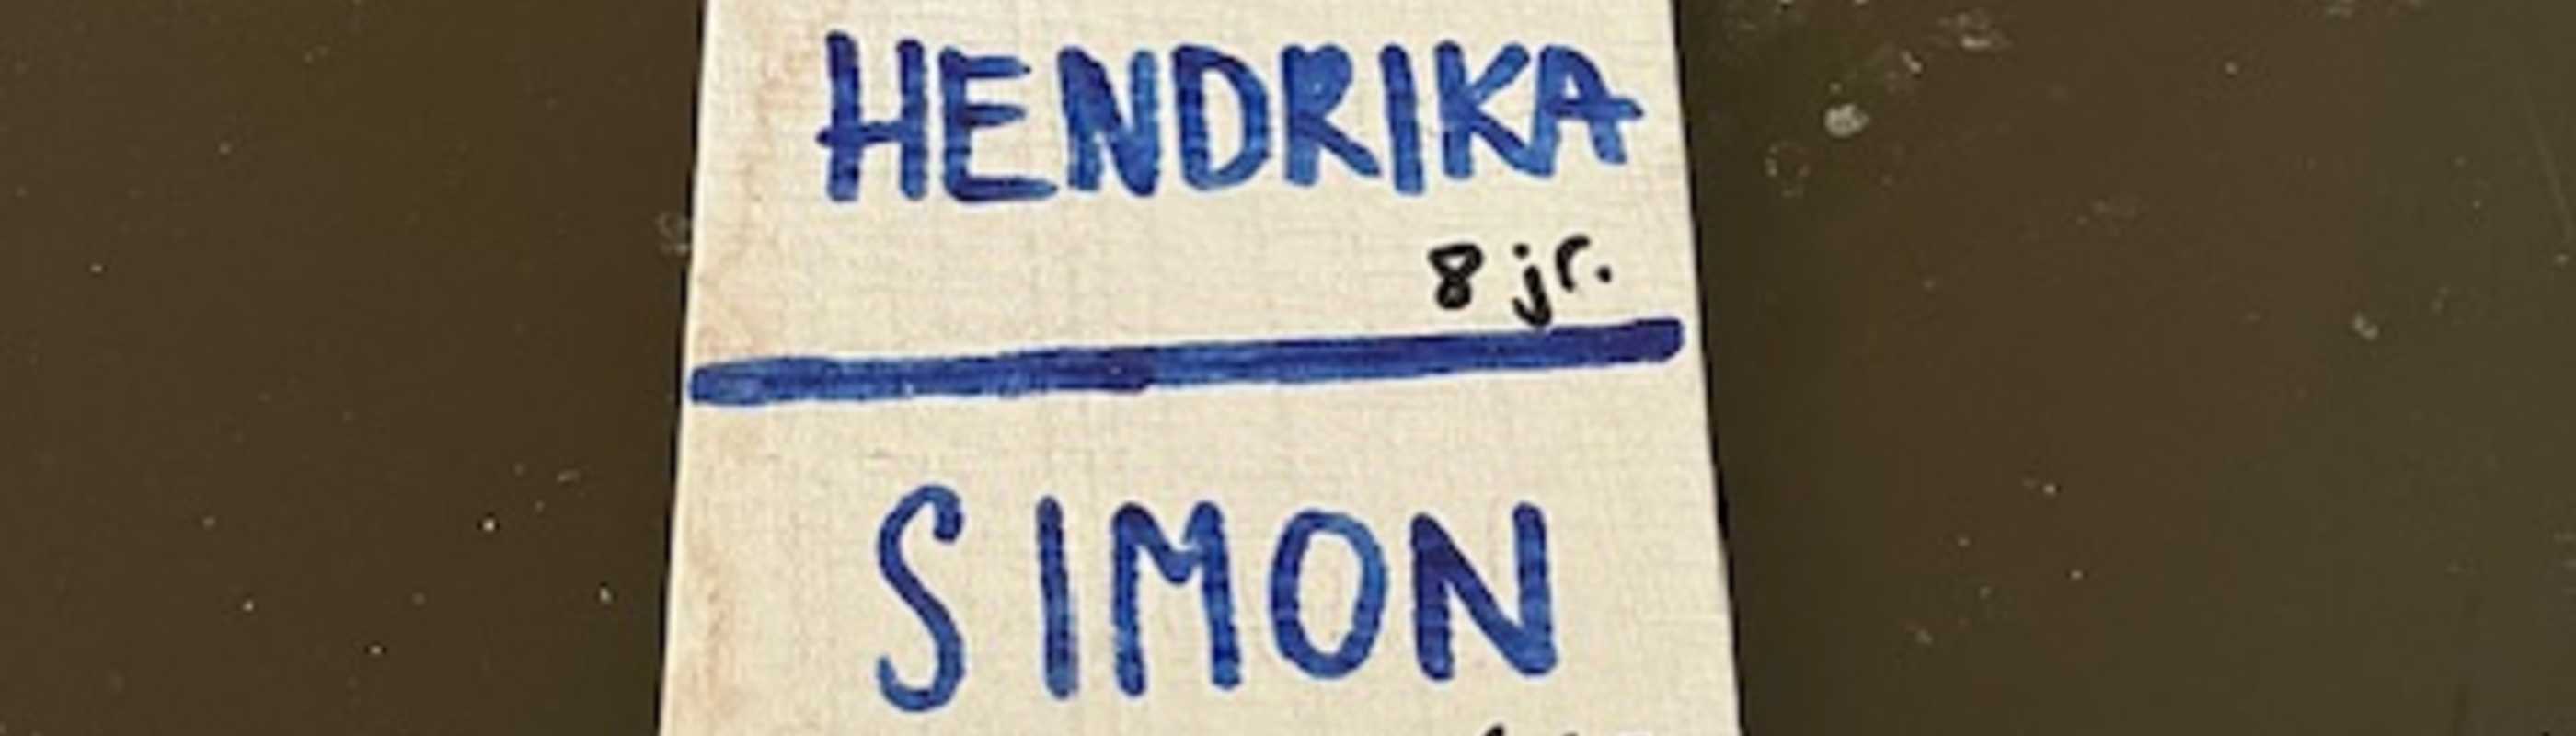 HENDRIKA
8 jr.
SIMON